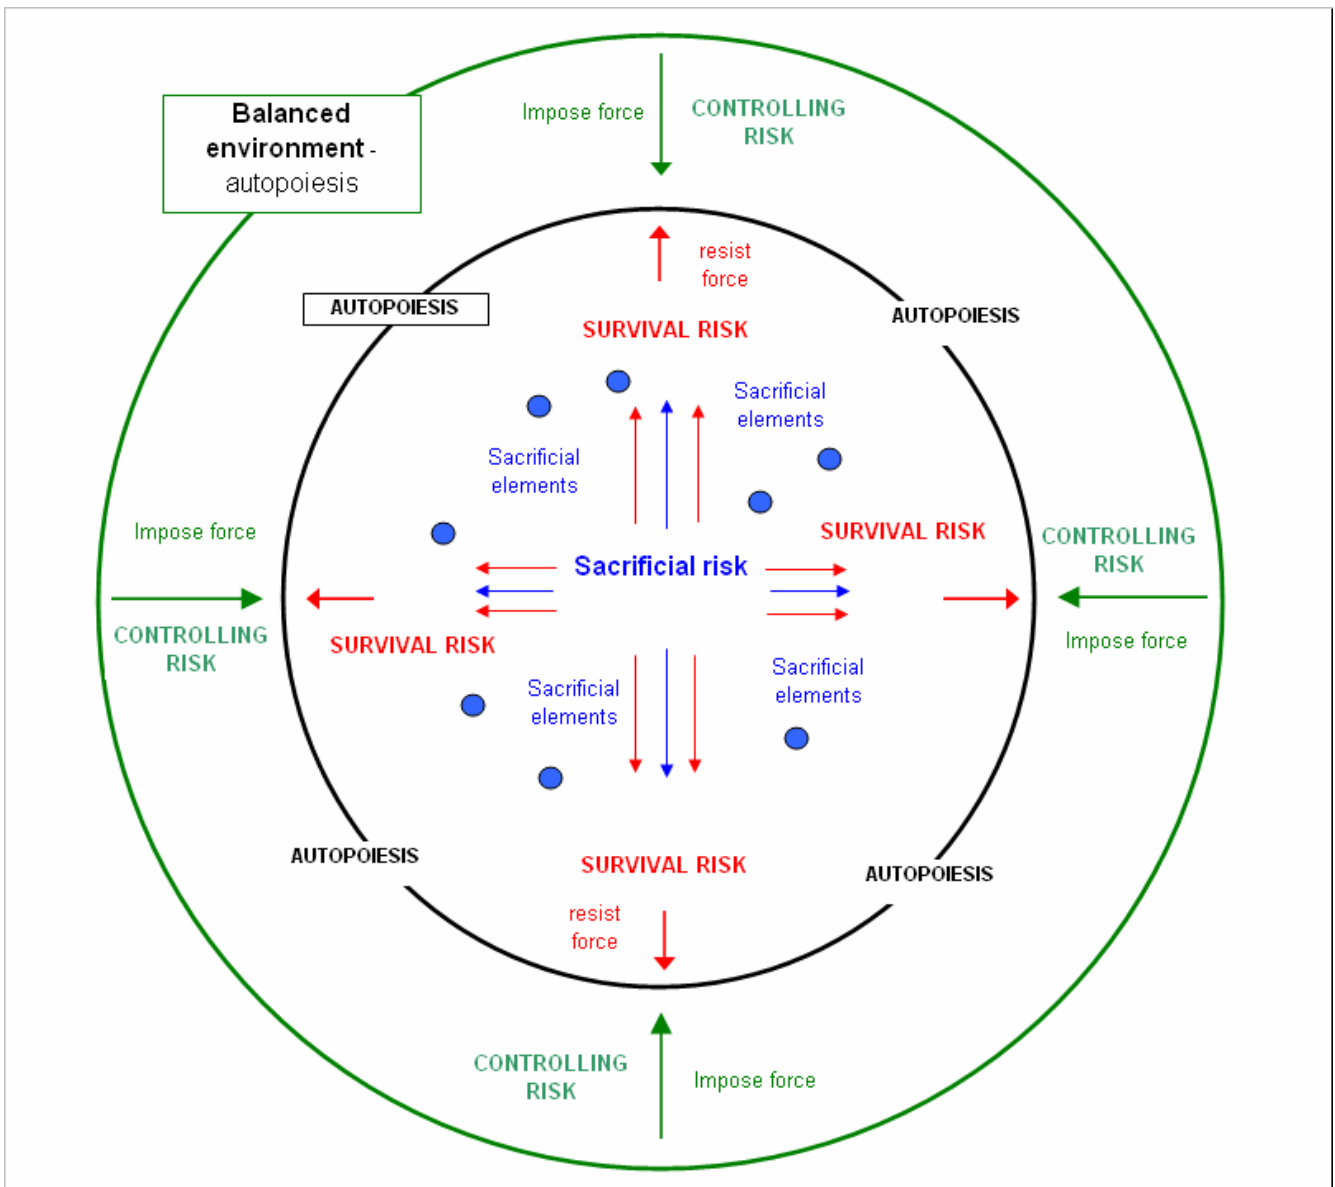 Balanced
environment -
autopoiesis
Impose force
CONTROLLING
RISK
resist
force
AUTOPOIESIS
AUTOPOIESIS
SURVIVAL RISK
Sacrificial
elements
Sacrificial
elements
Impose force
SURVIVAL RISK
CONTROLLING
RISK
Sacrificial risk
CONTROLLING
RISK
SURVIVAL RISK
Impose force
Sacrificial
elements
Sacrificial
elements
AUTOPOIESIS
SURVIVAL RISK
AUTOPOIESIS
resist
force
CONTROLLING
RISK
Impose force